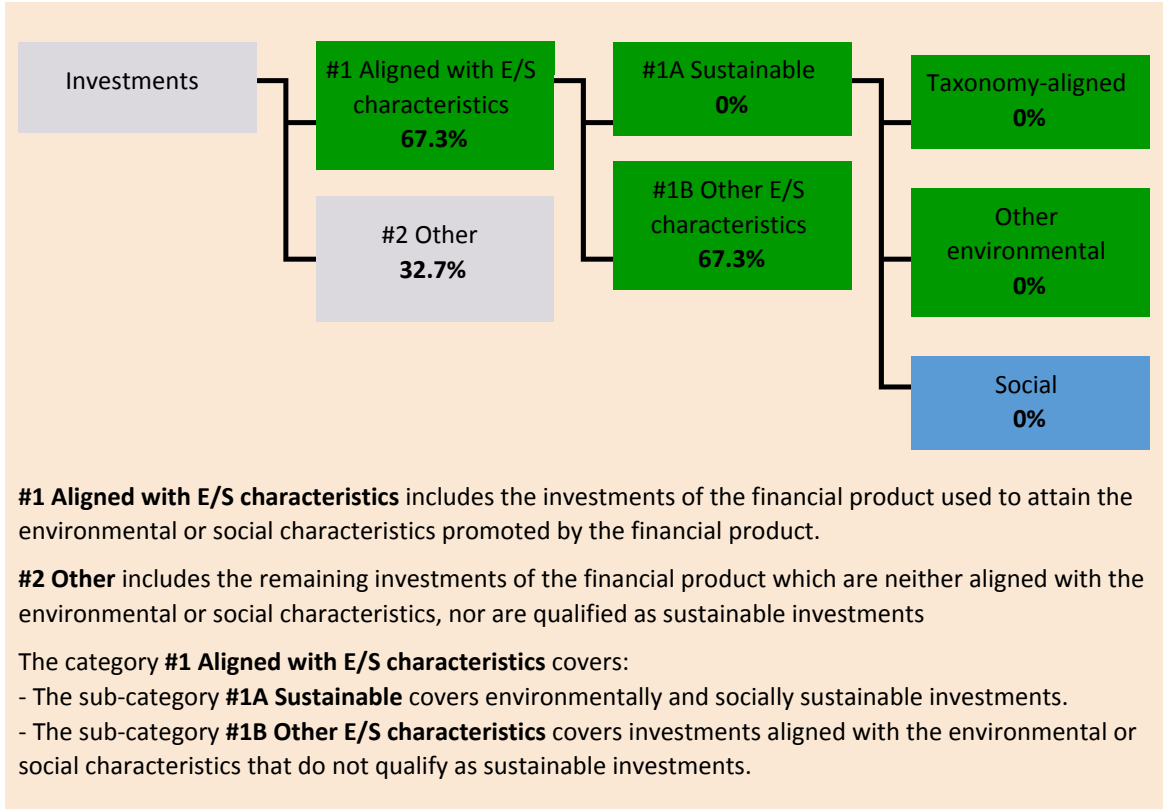 Investments
#1 Aligned with E/S
characteristics
67.3%
#2 Other
32.7%
#1A Sustainable
0%
#1B Other E/S
characteristics
67.3%
Taxonomy-aligned
0%
Other
environmental
0%
Social
0%
#1 Aligned with E/S characteristics includes the investments of the financial product used to attain the
environmental or social characteristics promoted by the financial product.
#2 Other includes the remaining investments of the financial product which are neither aligned with the
environmental or social characteristics, nor are qualified as sustainable investments
The category #1 Aligned with E/S characteristics covers:
- The sub-category #1A Sustainable covers environmentally and socially sustainable investments.
- The sub-category #1B Other E/S characteristics covers investments aligned with the environmental or
social characteristics that do not qualify as sustainable investments.